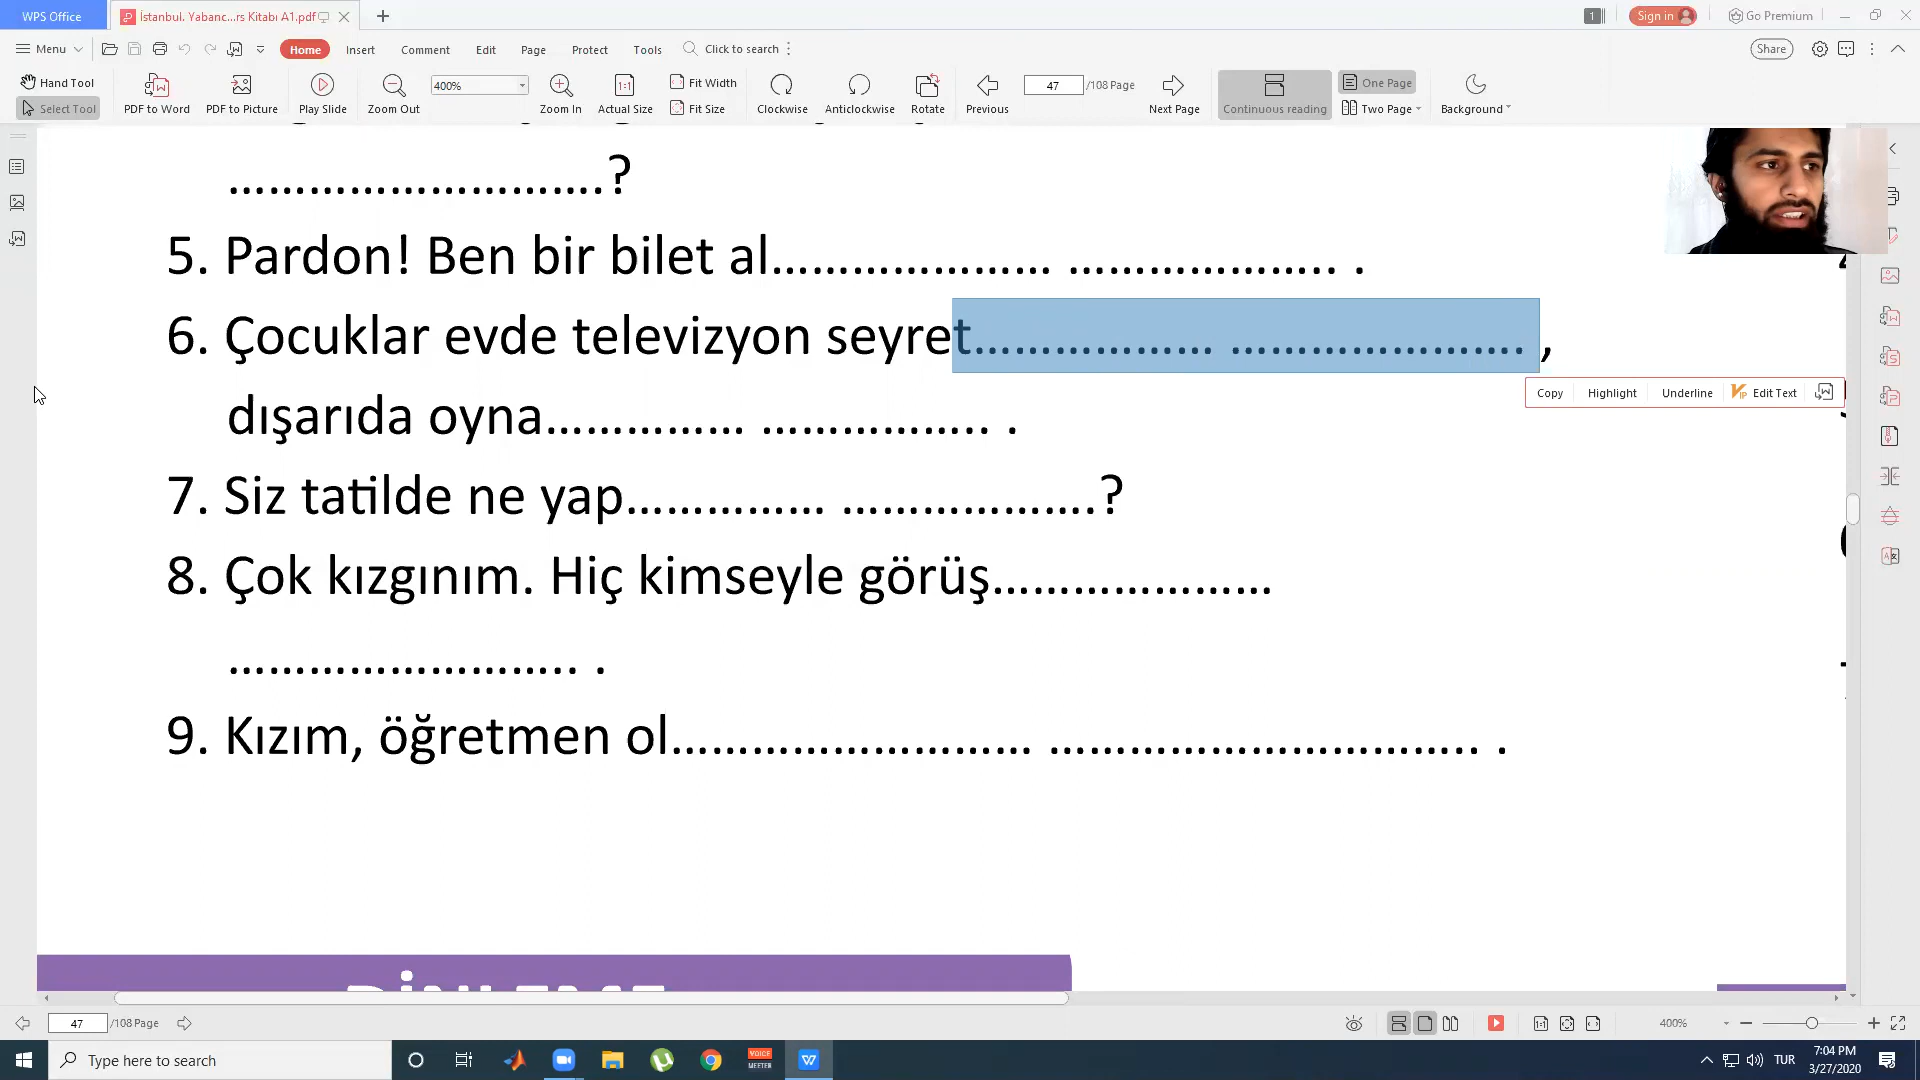 WPS Office
İstanbul. Yabanc...rs Kitabı A1.pdf
1
Sign in
Go Premium
Menu
Home
Insert
Comment
Edit
Page
Protect
Tools
Click to search
Share
Hand Tool
Select Tool
PDF to Word
PDF to Picture
Play Slide
Zoom Out
400%
Zoom In
1:1
Actual Size
Fit Width
Fit Size
Clockwise
Anticlockwise
Rotate
Previous
47 /108 Page
Next Page
Continuous reading
One Page
Two Page
Background
……………………….?
5. Pardon! Ben bir bilet al………………… ……………….. .
6. Çocuklar evde televizyon seyret……………… …………………. ,
dışarıda oyna…………… …………….. .
7. Siz tatilde ne yap…………… ……………….?
8. Çok kızgınım. Hiç kimseyle görüş…………………
…………………….. .
9. Kızım, öğretmen ol……………………… ………………………….. .
Copy
Highlight
Underline
Edit Text
47 /108 Page
400%
Type here to search
VOICE
MEETER
TUR
7:04 PM
3/27/2020